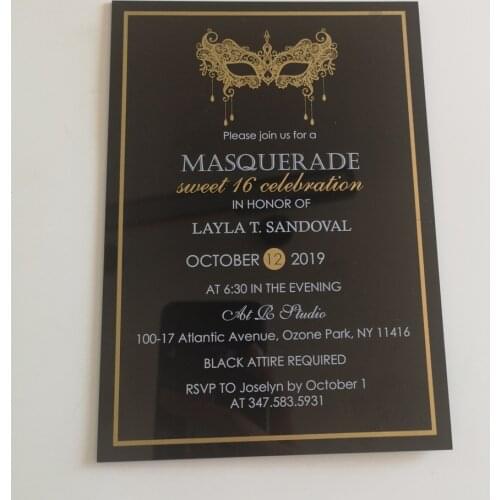 Please join us for a
MASQUERADE
sweet 16 celebration
IN HONOR OF
LAYLA T. SANDOVAL
OCTOBER 12 2019
AT 6:30 IN THE EVENING
At R Studio
100-17 Atlantic Avenue, Ozone Park, NY 11416
BLACK ATTIRE REQUIRED
RSVP TO Joselyn by October 1
AT 347.583.5931